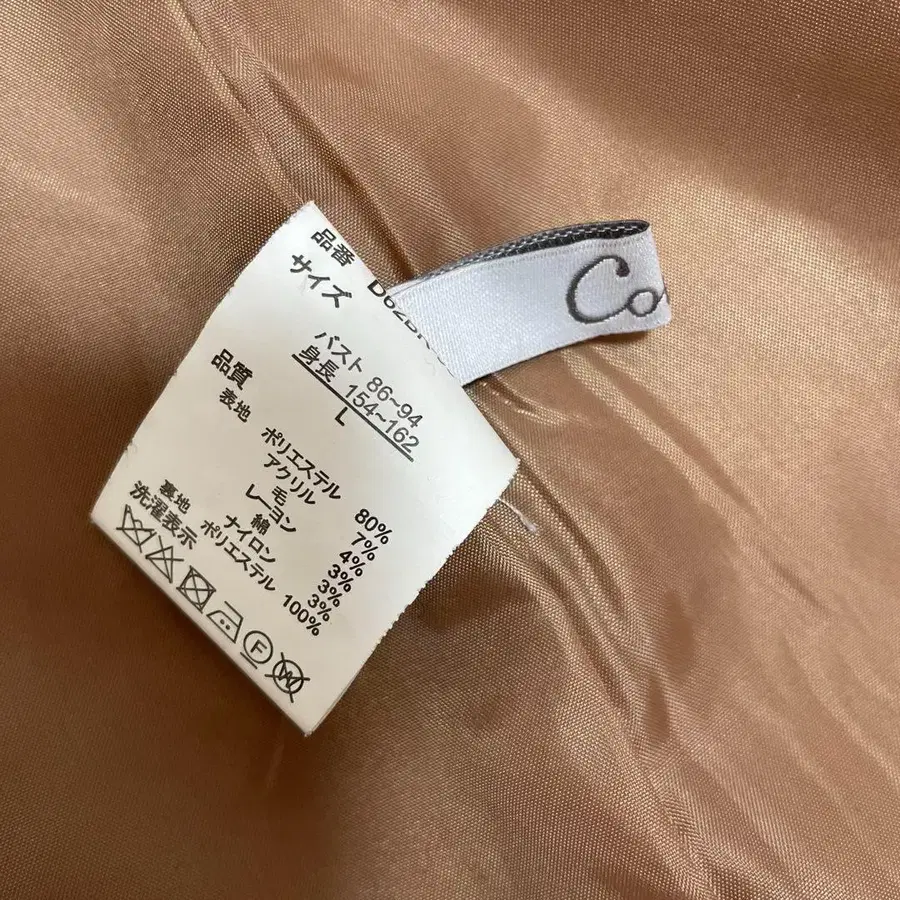 品番
サイズ
バスト 86~94
身長 154~162
L
品質
表地
ポリエステル 80%
アクリル 7%
毛 4%
レーヨン 3%
綿 3%
ナイロン 3%
裏地 ポリエステル 100%
洗濯表示
F
W
Co